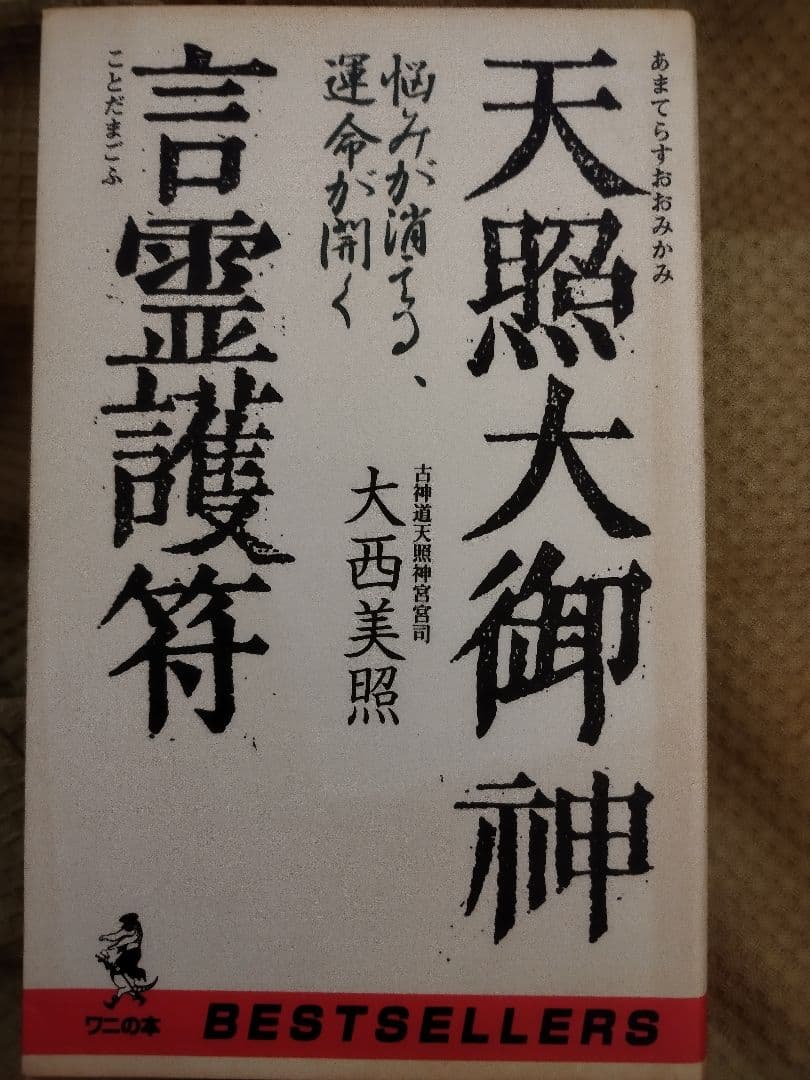 あまてらすおおみかみ
天照大御神
悩みが消える、
運命が開く
古神道天照神宮宮司
大西美照
ことだまごふ
言霊護符
ワニの本
BESTSELLERS